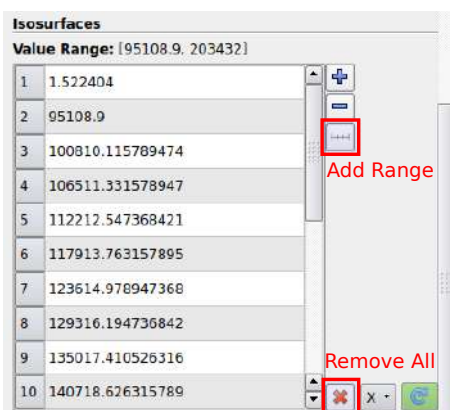 Isosurfaces
Value Range: [95108.9, 203432]
1 1.522404
2 95108.9
3 100810.115789474
Add Range
4 106511.331578947
5 112212.547368421
6 117913.763157895
7 123614.978947368
8 129316.194736842
9 135017.410526316
Remove All
10 140718.626315789
X